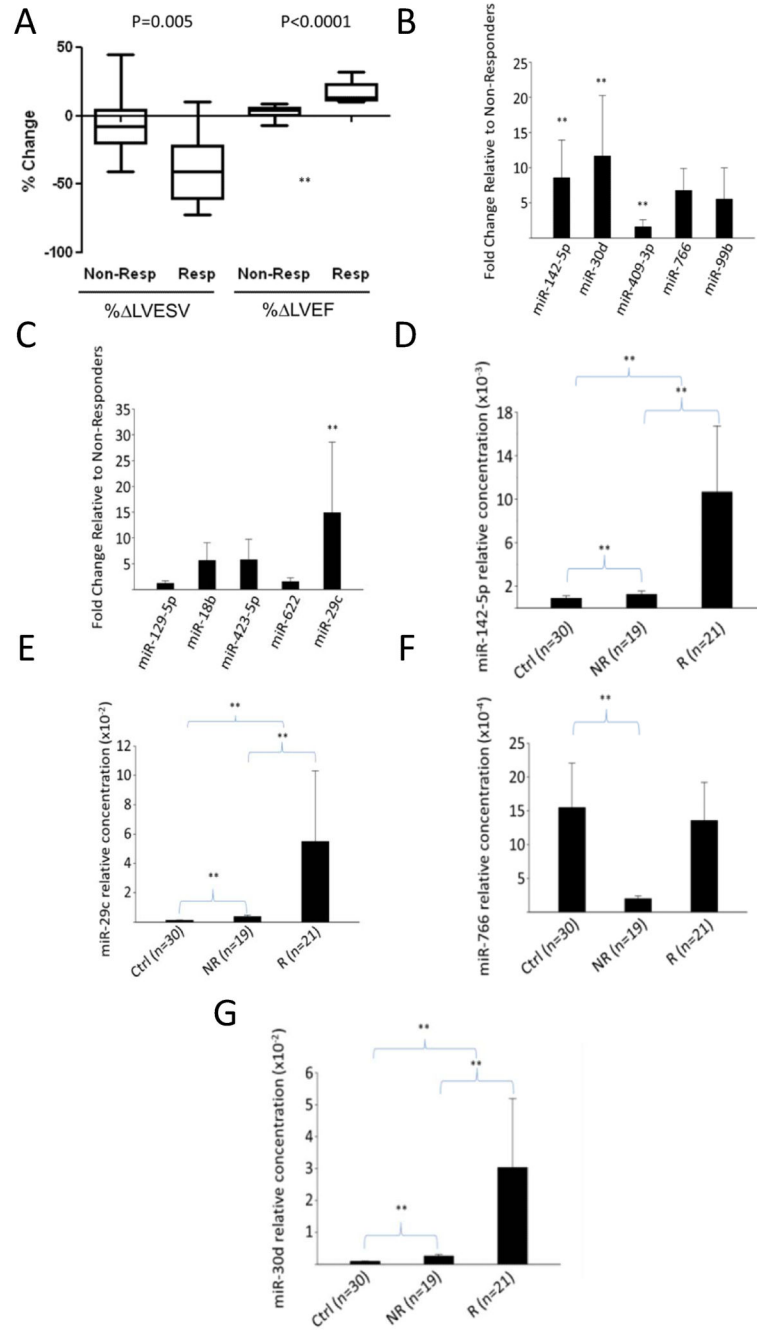 A
P=0.005 P<0.0001
% Change
50
0
-50
-100
**
Non-Resp Resp Non-Resp Resp
%ΔLVESV %ΔLVEF
B
Fold Change Relative to Non-Responders
25
20
15
10
5
** ** **
miR-142-5p miR-30d miR-409-3p miR-766 miR-99b
C
Fold Change Relative to Non-Responders
35
30
25
20
15
10
5
**
miR-129-5p miR-18b miR-423-5p miR-622 miR-29c
D
miR-142-5p relative concentration (x10-3)
18
14
10
6
2
**
**
**
Ctrl (n=30) NR (n=19) R (n=21)
E
miR-29c relative concentration (x10-2)
12
10
8
6
4
2
**
**
**
Ctrl (n=30) NR (n=19) R (n=21)
F
miR-766 relative concentration (x10-4)
25
20
15
10
5
**
Ctrl (n=30) NR (n=19) R (n=21)
G
miR-30d relative concentration (x10-2)
6
5
4
3
2
1
**
**
**
Ctrl (n=30) NR (n=19) R (n=21)